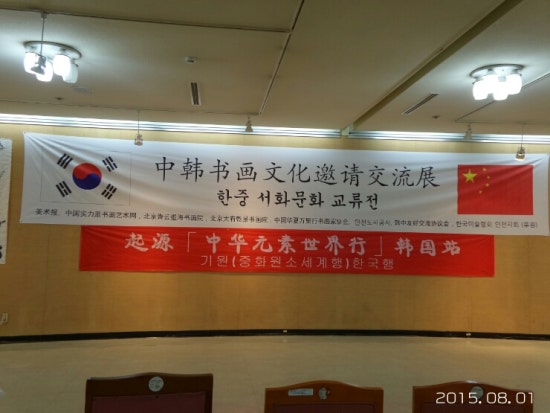 中韩书画文化邀请交流展
한중 서화문화 교류전
起源「中华元素世界行」韩国站
기원(중화원소세계행)한국행
2015.08.01